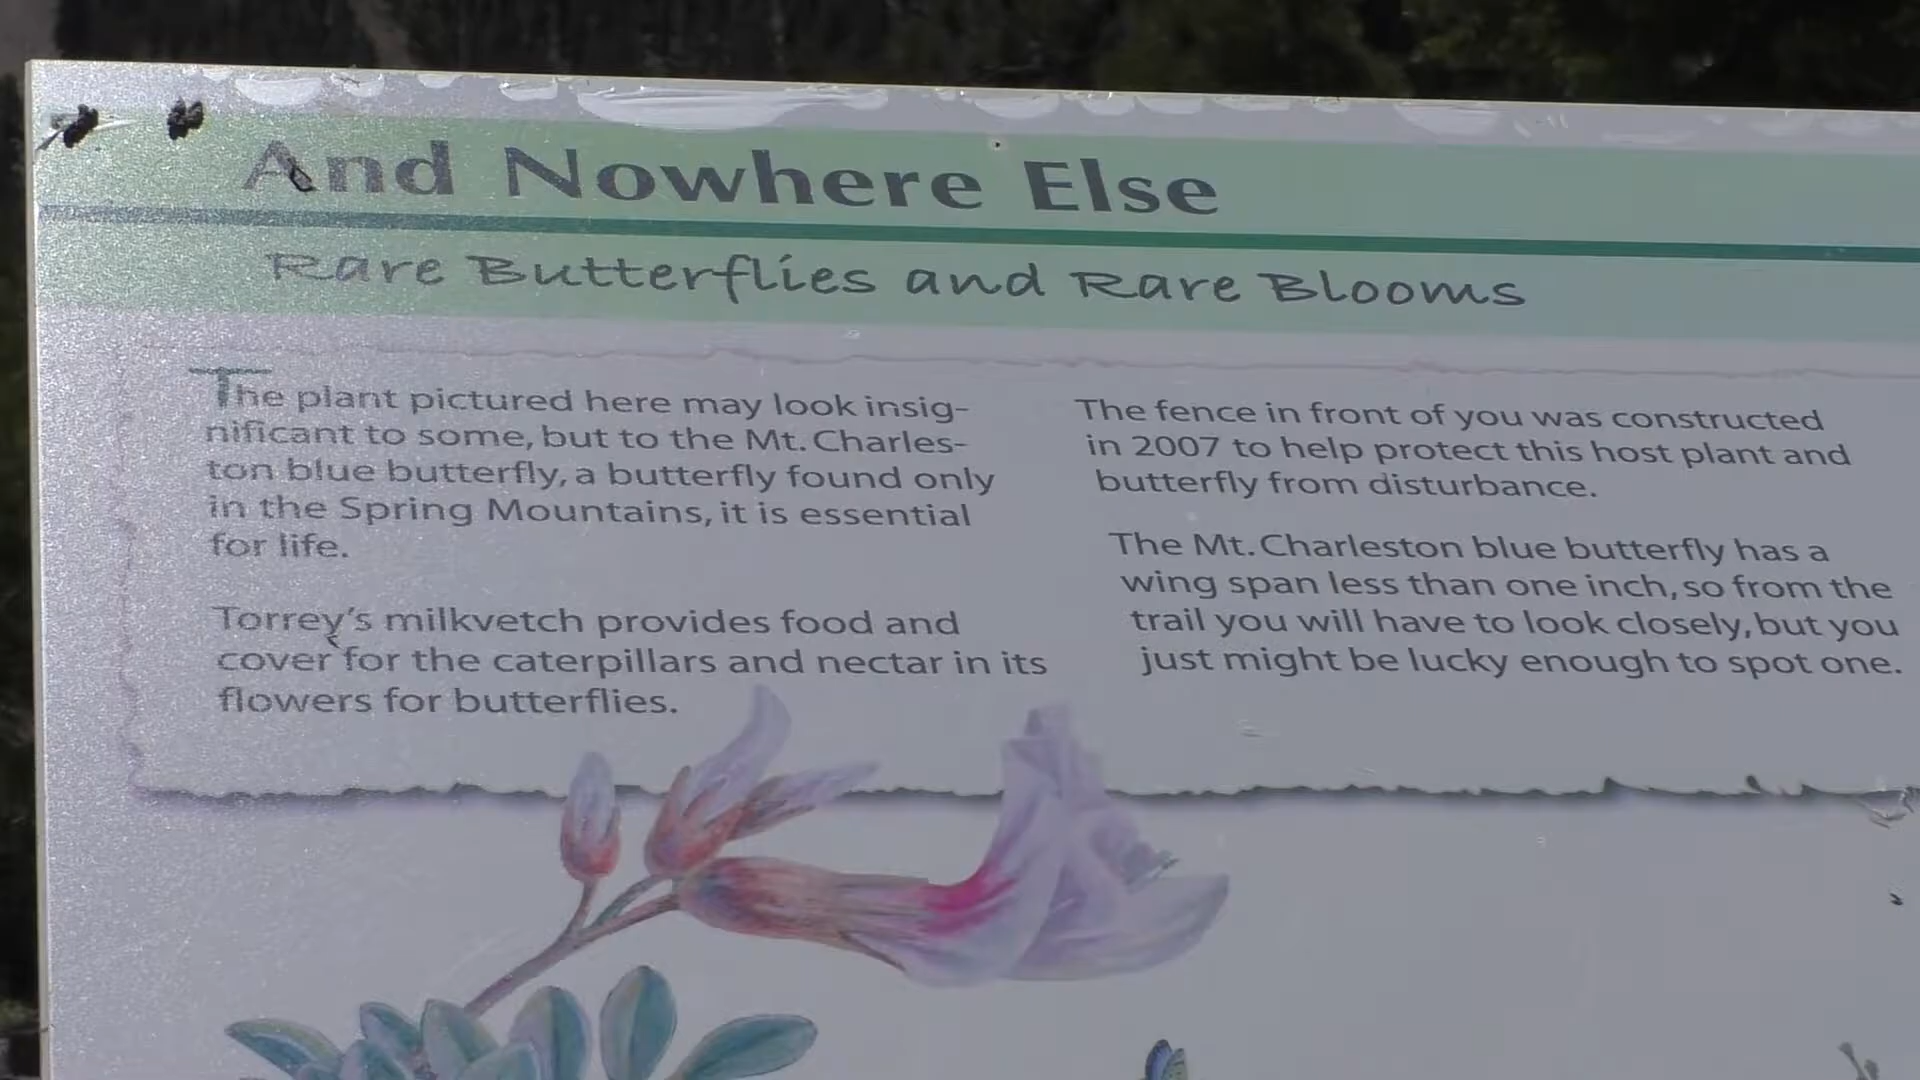 And Nowhere Else
Rare Butterflies and Rare Blooms
The plant pictured here may look insig-
nificant to some, but to the Mt. Charles-
ton blue butterfly, a butterfly found only
in the Spring Mountains, it is essential
for life.
Torrey's milkvetch provides food and
cover for the caterpillars and nectar in its
flowers for butterflies.
The fence in front of you was constructed
in 2007 to help protect this host plant and
butterfly from disturbance.
The Mt. Charleston blue butterfly has a
wing span less than one inch, so from the
trail you will have to look closely, but you
just might be lucky enough to spot one.